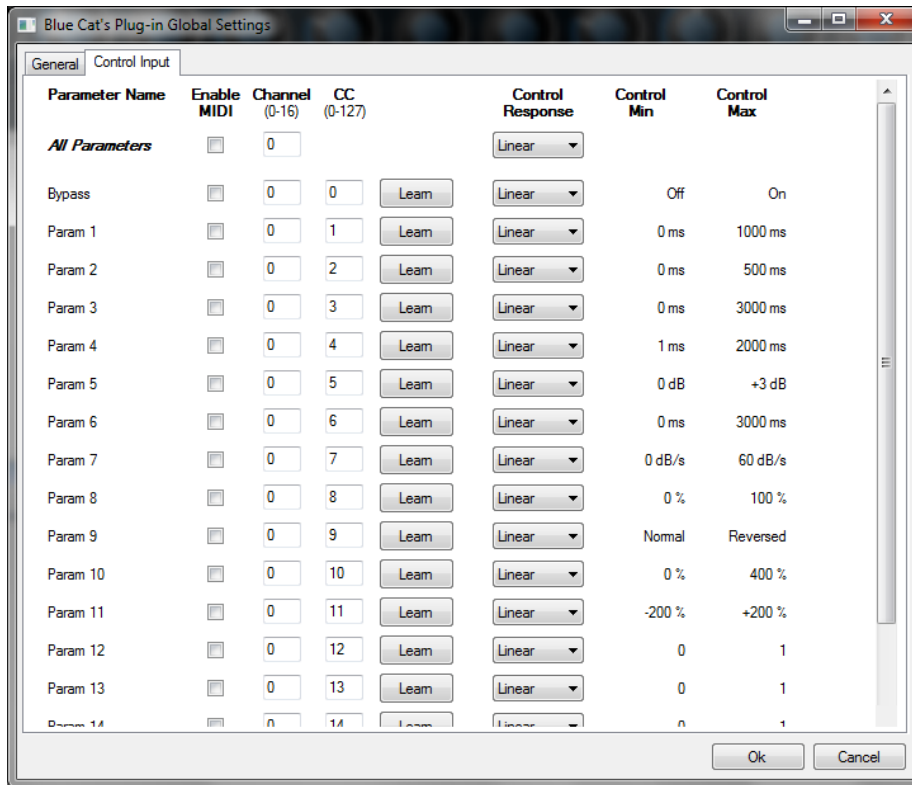 Blue Cat's Plug-in Global Settings
General Control Input
Parameter Name Enable MIDI Channel (0-16) CC (0-127) Control Response Control Min Control Max
All Parameters 0 Linear
Bypass 0 0 Learn Linear Off On
Param 1 0 1 Learn Linear 0 ms 1000 ms
Param 2 0 2 Learn Linear 0 ms 500 ms
Param 3 0 3 Learn Linear 0 ms 3000 ms
Param 4 0 4 Learn Linear 1 ms 2000 ms
Param 5 0 5 Learn Linear 0 dB +3 dB
Param 6 0 6 Learn Linear 0 ms 3000 ms
Param 7 0 7 Learn Linear 0 dB/s 60 dB/s
Param 8 0 8 Learn Linear 0 % 100 %
Param 9 0 9 Learn Linear Normal Reversed
Param 10 0 10 Learn Linear 0 % 400 %
Param 11 0 11 Learn Linear -200 % +200 %
Param 12 0 12 Learn Linear 0 1
Param 13 0 13 Learn Linear 0 1
Param 14 0 14 Learn Linear 0 1
Ok Cancel